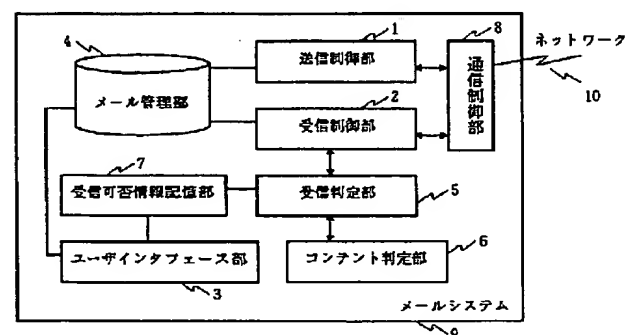 4
1
8
ネットワーク
送信制御部
通信制御部
メール管理部
2
10
受信制御部
7
受信可否情報記憶部
受信判定部
5
6
ユーザインタフェース部
コンテント判定部
3
メールシステム
9